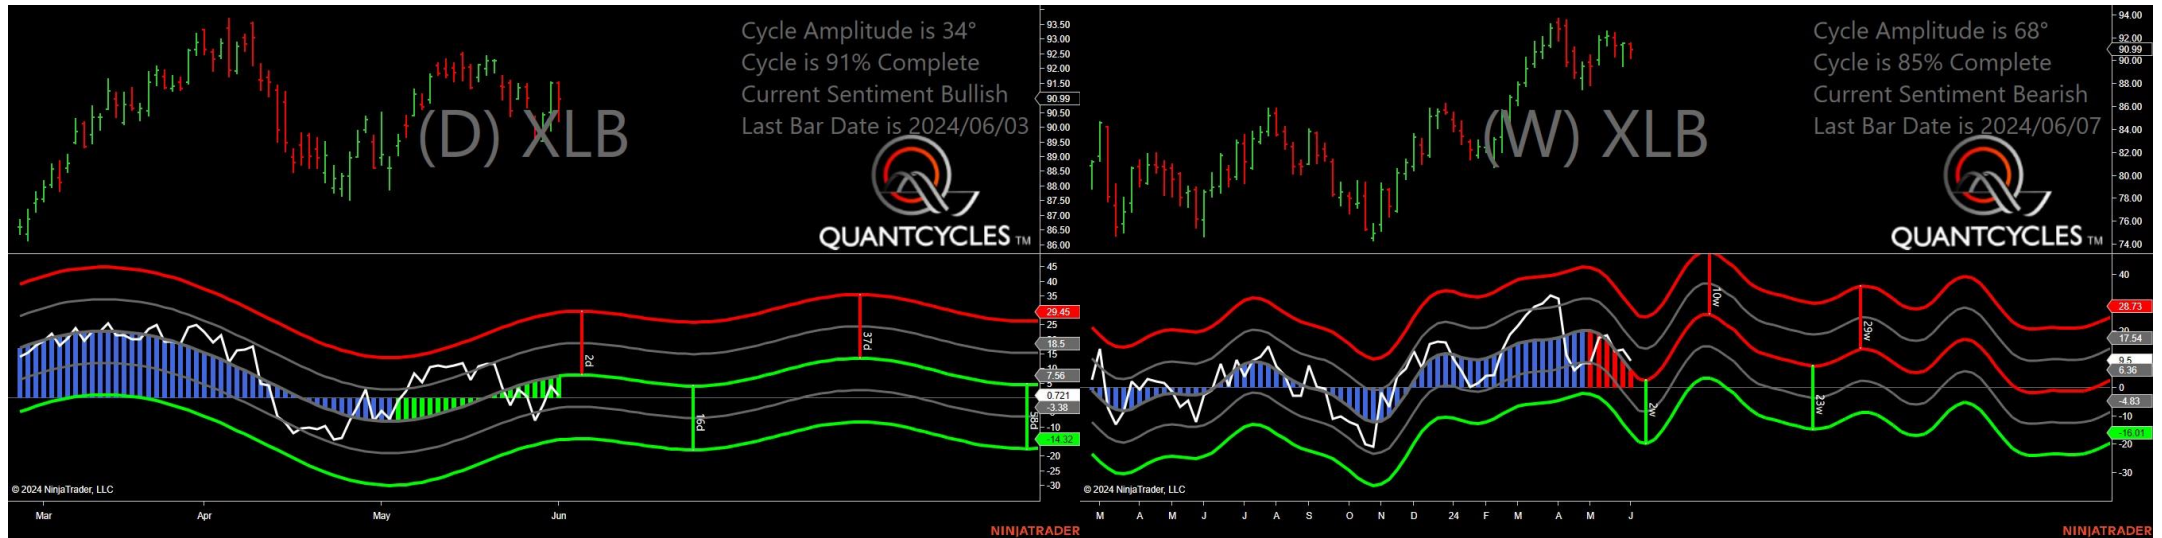 Cycle Amplitude is 34°
Cycle is 91% Complete
Current Sentiment Bullish
Last Bar Date is 2024/06/03
(D) XLB
QUANTCYCLES TM
93.50
93.00
92.50
92.00
91.50
90.99
90.50
90.00
89.50
89.00
88.50
88.00
87.50
87.00
86.50
86.00
45
40
35
29.45
25
18.5
15
10
7.56
5
0.721
-3.38
-10
-14.32
-20
-25
-30
2d
16d
37d
58d
© 2024 NinjaTrader, LLC
Mar
Apr
May
Jun
NINJATRADER
Cycle Amplitude is 68°
Cycle is 85% Complete
Current Sentiment Bearish
Last Bar Date is 2024/06/07
(W) XLB
QUANTCYCLES TM
94.00
92.00
90.99
90.00
88.00
86.00
84.00
82.00
80.00
78.00
76.00
74.00
40
28.73
20
17.54
9.5
6.36
0
-4.83
-10
-16.01
-20
-30
2w
10w
23w
29w
© 2024 NinjaTrader, LLC
M
A
M
J
J
A
S
O
N
D
24
F
M
A
M
J
NINJATRADER